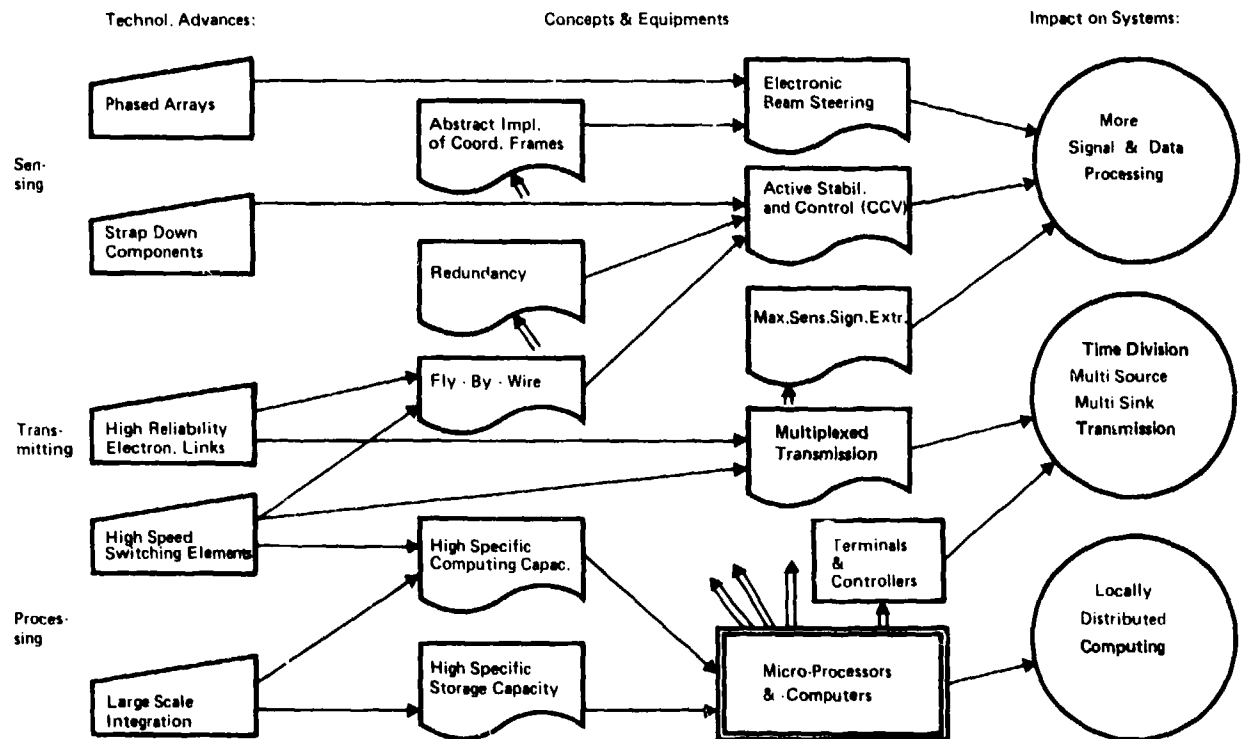 Technol. Advances:
Concepts & Equipments
Impact on Systems:
Sen-
sing
Phased Arrays
Abstract Impl.
of Coord. Frames
Electronic
Beam Steering
More
Signal & Data
Processing
Strap Down
Components
Redundancy
Active Stabil.
and Control (CCV)
Max.Sens.Sign.Extr.
Time Division
Multi Source
Multi Sink
Transmission
Trans-
mitting
High Reliability
Electron. Links
Fly - By - Wire
Multiplexed
Transmission
High Speed
Switching Elements
High Specific
Computing Capac.
Terminals
&
Controllers
Locally
Distributed
Computing
Proces-
sing
Large Scale
Integration
High Specific
Storage Capacity
Micro-Processors
& -Computers